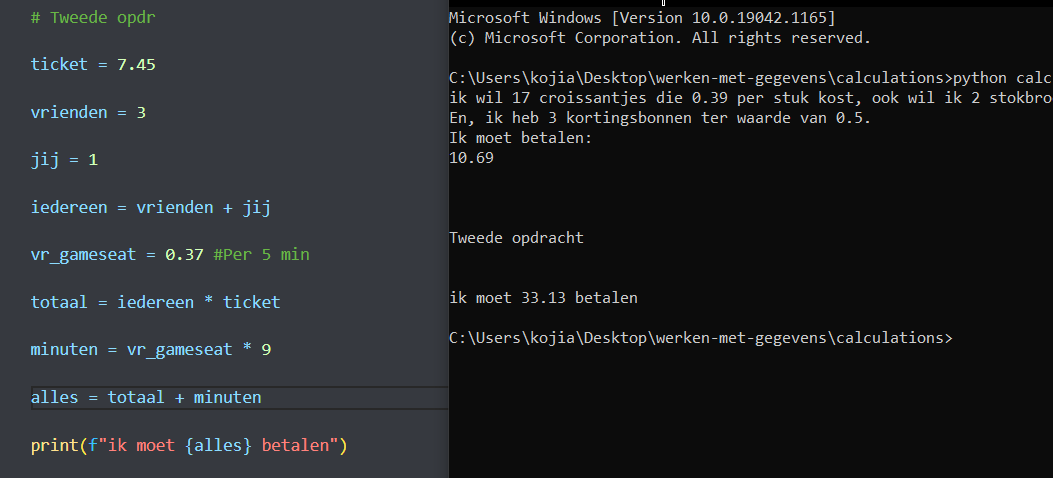 # Tweede opdr
ticket = 7.45
vrienden = 3
jij = 1
iedereen = vrienden + jij
vr_gameseat = 0.37 #Per 5 min
totaal = iedereen * ticket
minuten = vr_gameseat * 9
alles = totaal + minuten
print(f"ik moet {alles} betalen")
Microsoft Windows [Version 10.0.19042.1165]
(c) Microsoft Corporation. All rights reserved.
C:\Users\kojia\Desktop\werken-met-gegevens\calculations>python calc
ik wil 17 croissantjes die 0.39 per stuk kost, ook wil ik 2 stokbro
En, ik heb 3 kortingsbonnen ter waarde van 0.5.
Ik moet betalen:
10.69
Tweede opdracht
ik moet 33.13 betalen
C:\Users\kojia\Desktop\werken-met-gegevens\calculations>